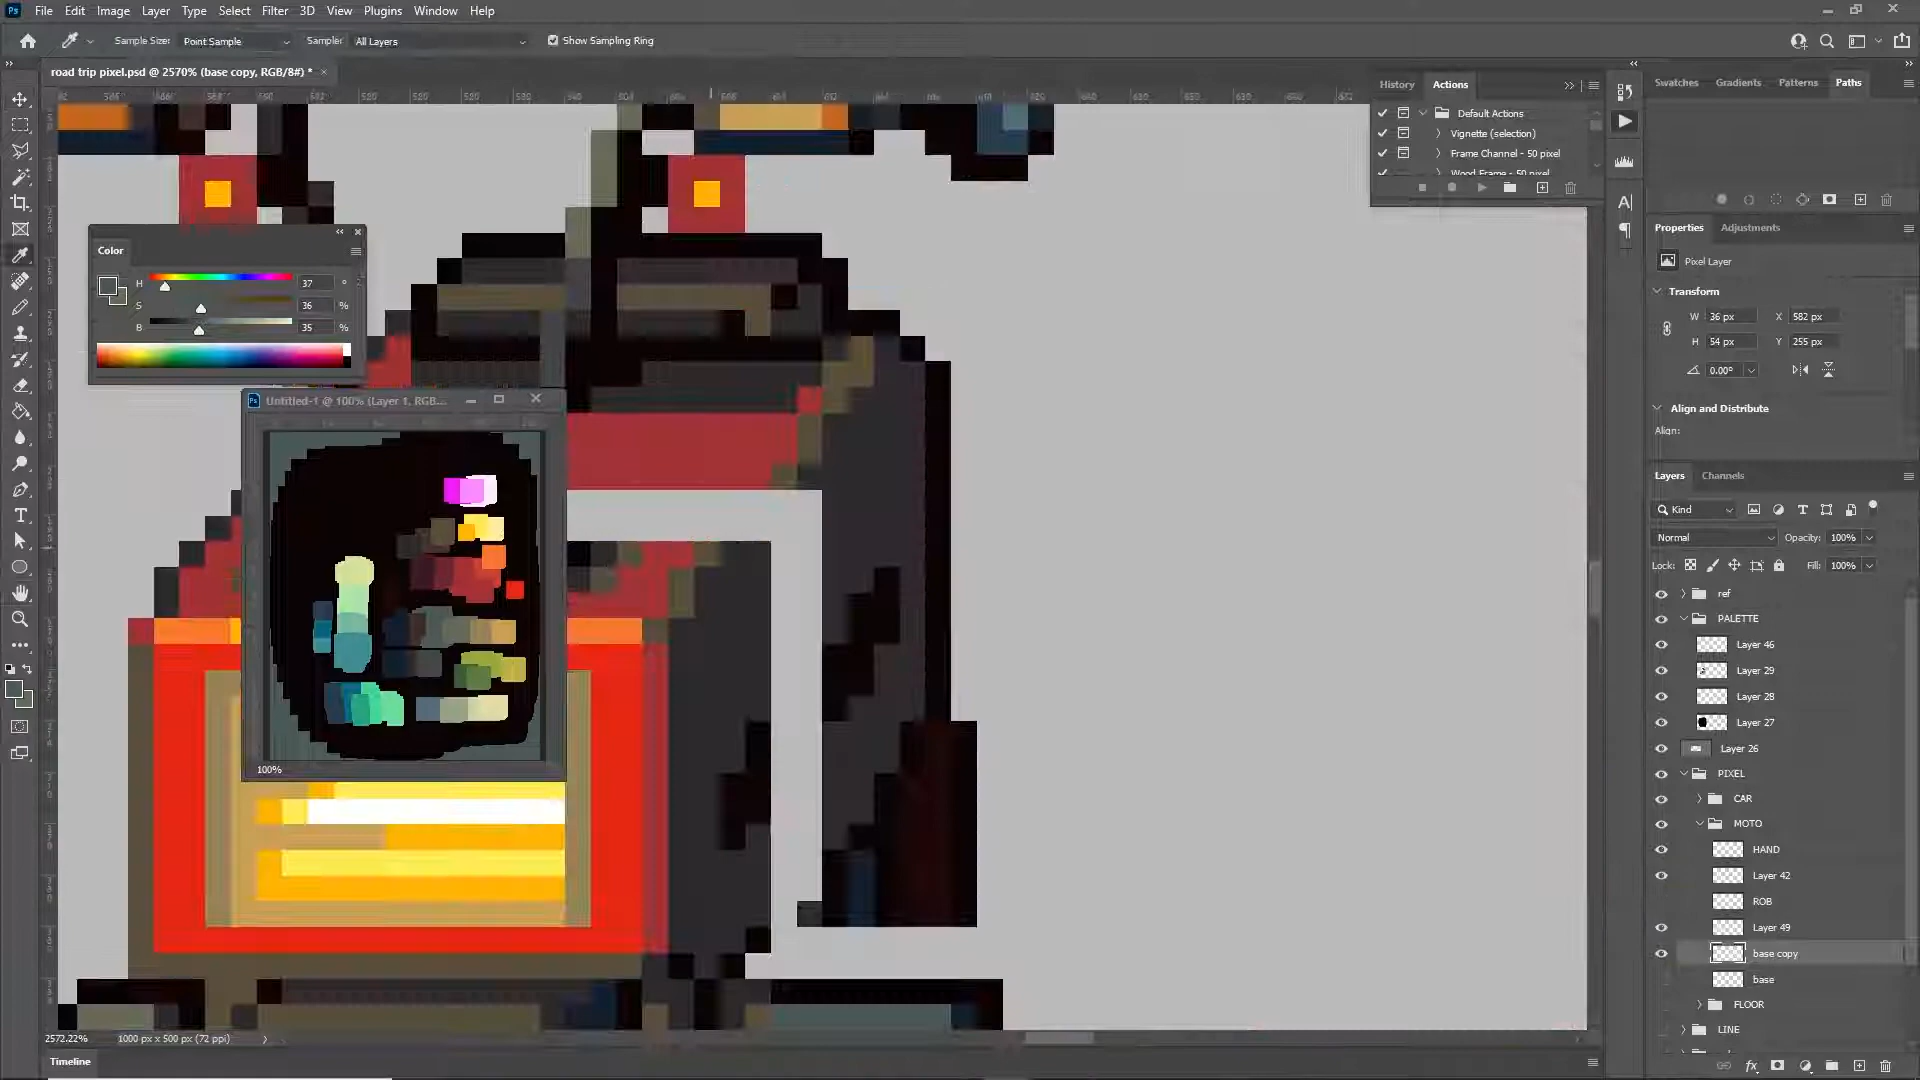 Ps File Edit Image Layer Type Select Filter 3D View Plugins Window Help
Sample Size: Point Sample Sample: All Layers Show Sampling Ring
road trip pixel.psd @ 2570% (base copy, RGB/8#) * ×
History Actions
Default Actions
Vignette (selection)
Frame Channel - 50 pixel
Wood Frame - 50 pixel
Swatches Gradients Patterns Paths
Color
H 37 °
S 36 %
B 35 %
Untitled-1 @ 100% (Layer 1, RGB...
100%
Properties Adjustments
Pixel Layer
Transform
W 36 px X 582 px
H 54 px Y 255 px
0.00°
Align and Distribute
Align:
Layers Channels
Kind
Normal Opacity: 100%
Lock: Fill: 100%
ref
PALETTE
Layer 46
Layer 29
Layer 28
Layer 27
Layer 26
PIXEL
CAR
MOTO
HAND
Layer 42
ROB
Layer 49
base copy
base
FLOOR
LINE
2572.22% 1000 px x 500 px (72 ppi)
Timeline